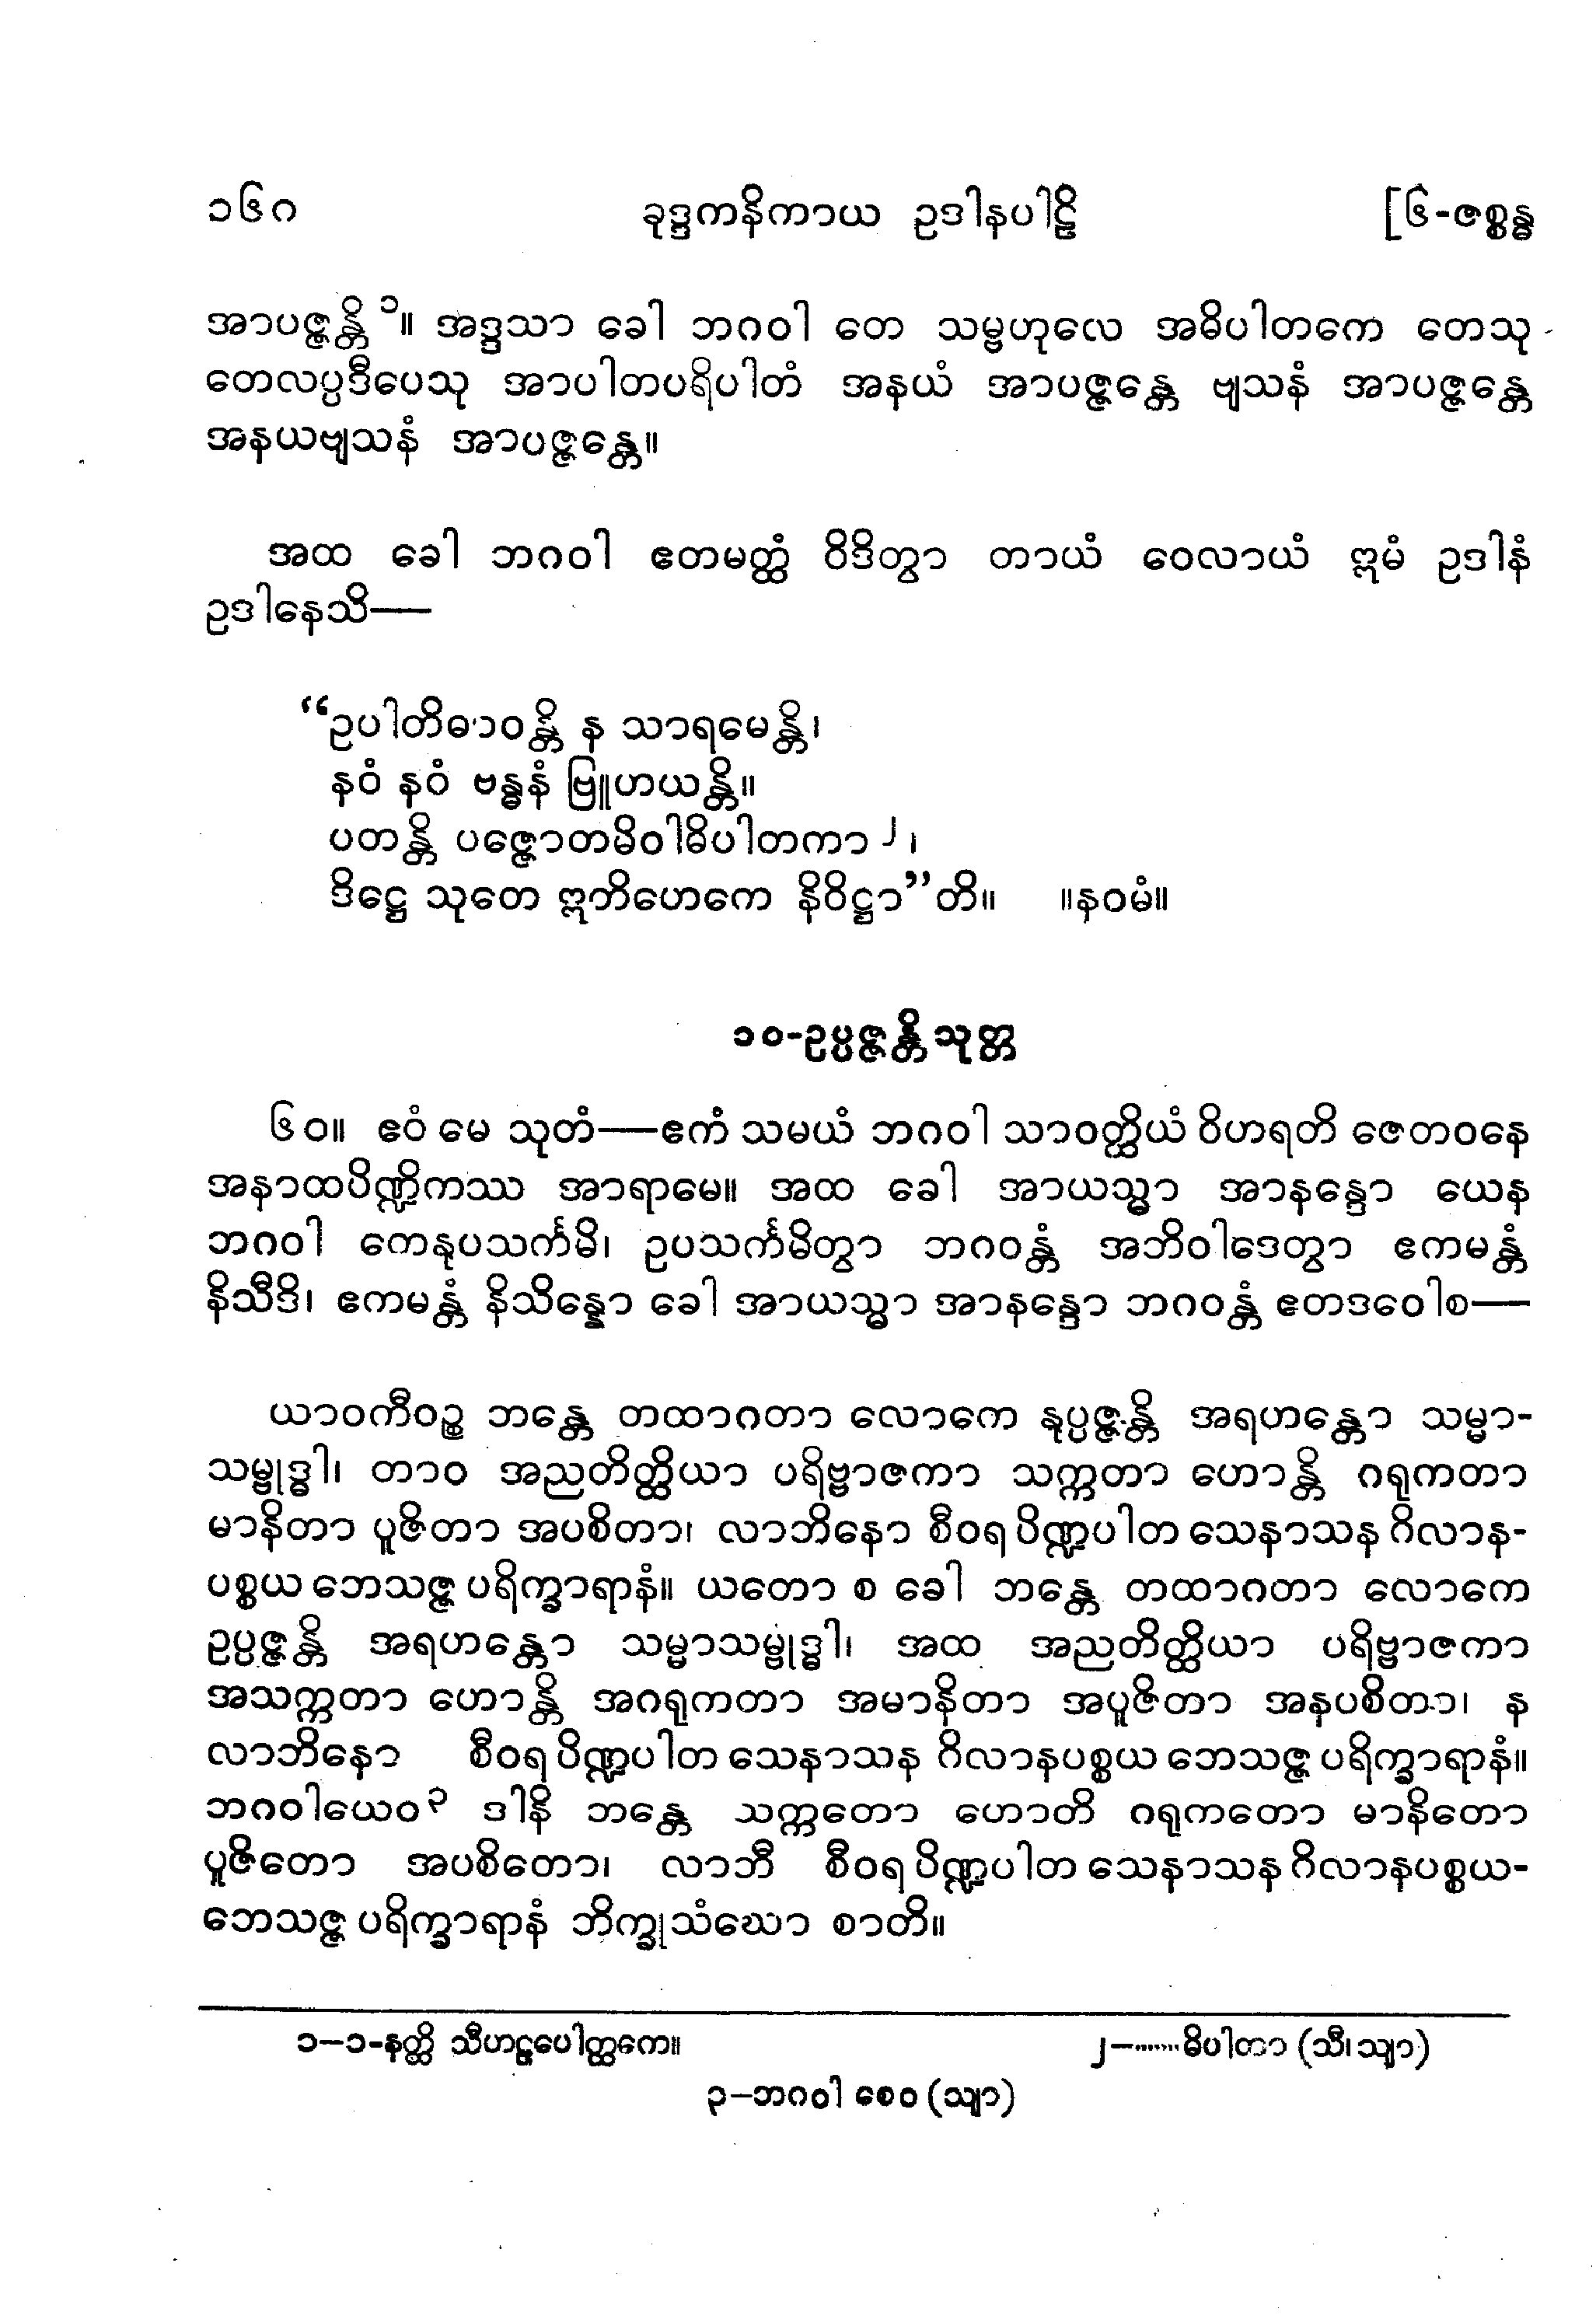 ၁၆ဂ ခုဒ္ဒကနိကာယ ဥဒါနပါဠိ [၆-ဇစ္စန္ဓ
အာပဇ္ဇန္တိ ၁။ အဒ္ဒသာ ခေါ ဘဂဝါ တေ သမ္ဗဟုလေ အဓိပါတကေ တေသု
တေလပ္ပဒီပေသု အာပါတပရိပါတံ အနယံ အာပဇ္ဇန္တေ ဗျသနံ အာပဇ္ဇန္တေ
အနယဗျသနံ အာပဇ္ဇန္တေ။
အထ ခေါ ဘဂဝါ ဧတမတ္ထံ ဝိဒိတွာ တာယံ ဝေလာယံ ဣမံ ဥဒါနံ
ဥဒါနေသိ—
“ဥပါတိဓာဝန္တိ န သာရမေန္တိ၊
နဝံ နဝံ ဗန္ဓနံ ဗြူဟယန္တိ။
ပတန္တိ ပဇ္ဇောတမိဝါဓိပါတကာ ၂၊
ဒိဋ္ဌေ သုတေ ဣတိဟေကေ နိဝိဋ္ဌာ”တိ။ ။နဝမံ။
၁၀-ဥပ္ပဇ္ဇန္တိသုတ္တ
၆၀။ ဧဝံ မေ သုတံ—ဧကံ သမယံ ဘဂဝါ သာဝတ္ထိယံ ဝိဟရတိ ဇေတဝနေ
အနာထပိဏ္ဍိကဿ အာရာမေ။ အထ ခေါ အာယသ္မာ အာနန္ဒော ယေန
ဘဂဝါ ကေနုပသင်္ကမိ၊ ဥပသင်္ကမိတွာ ဘဂဝန္တံ အဘိဝါဒေတွာ ဧကမန္တံ
နိသီဒိ၊ ဧကမန္တံ နိသိန္နော ခေါ အာယသ္မာ အာနန္ဒော ဘဂဝန္တံ ဧတဒဝေါစ—
ယာဝကီဝဉ္စ ဘန္တေ တထာဂတာ လောကေ နုပ္ပဇ္ဇန္တိ အရဟန္တော သမ္မာ-
သမ္ဗုဒ္ဓါ၊ တာဝ အညတိတ္ထိယာ ပရိဗ္ဗာဇကာ သက္ကတာ ဟောန္တိ ဂရုကတာ
မာနိတာ ပူဇိတာ အပစိတာ၊ လာဘိနော စီဝရ ပိဏ္ဍပါတ သေနာသန ဂိလာန-
ပစ္စယ ဘေသဇ္ဇ ပရိက္ခာရာနံ။ ယတော စ ခေါ ဘန္တေ တထာဂတာ လောကေ
ဥပ္ပဇ္ဇန္တိ အရဟန္တော သမ္မာသမ္ဗုဒ္ဓါ၊ အထ အညတိတ္ထိယာ ပရိဗ္ဗာဇကာ
အသက္ကတာ ဟောန္တိ အဂရုကတာ အမာနိတာ အပူဇိတာ အနပစိတာ၊ န
လာဘိနော စီဝရ ပိဏ္ဍပါတ သေနာသန ဂိလာနပစ္စယ ဘေသဇ္ဇ ပရိက္ခာရာနံ။
ဘဂဝါယေဝ ၃ ဒါနိ ဘန္တေ သက္ကတော ဟောတိ ဂရုကတော မာနိတော
ပူဇိတော အပစိတော၊ လာဘီ စီဝရ ပိဏ္ဍပါတ သေနာသန ဂိလာနပစ္စယ-
ဘေသဇ္ဇ ပရိက္ခာရာနံ ဘိက္ခုသံဃော စာတိ။
၁—၁-နတ္ထိ သီဟဠပေါတ္ထကေ။ ၂—.......ဓိပါတာ (သီ၊ သျာ)
၃—ဘဂဝါ စေဝ (သျာ)